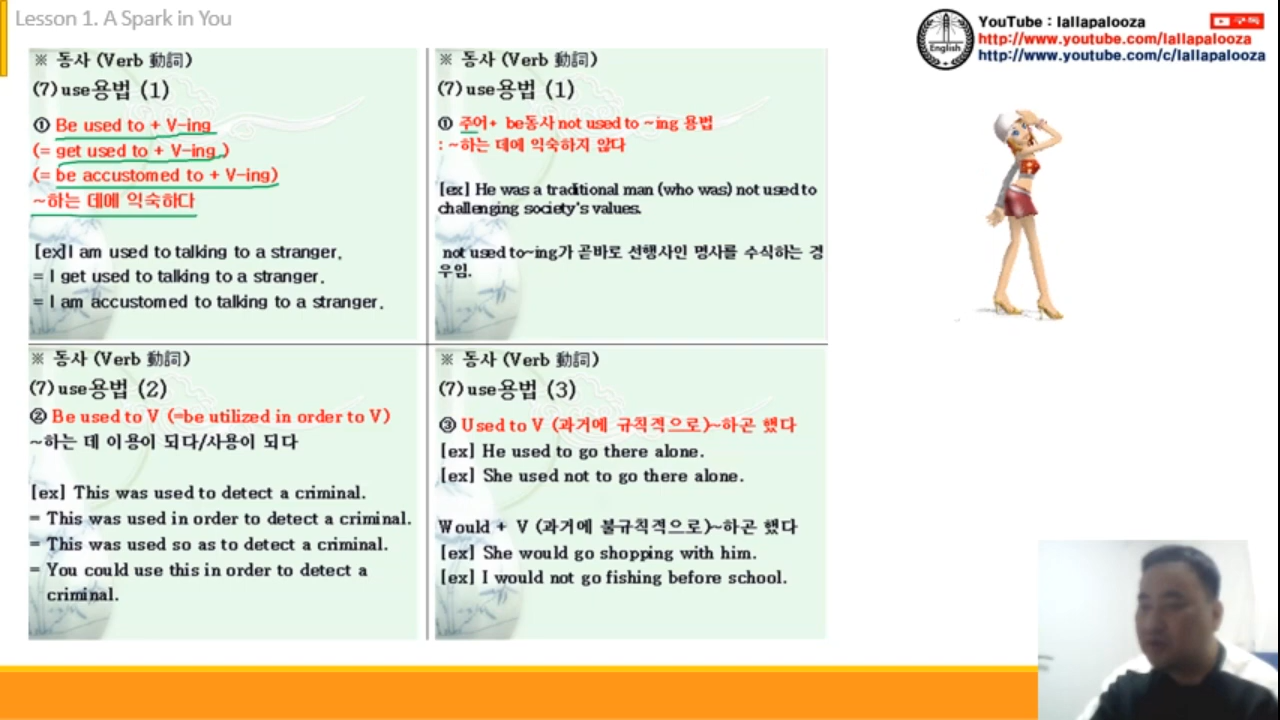 Lesson 1. A Spark in You
※ 동사 (Verb 動詞)
(7) use용법 (1)
① Be used to + V-ing
(= get used to + V-ing )
(= be accustomed to + V-ing)
~하는 데에 익숙하다
[ex]I am used to talking to a stranger.
= I get used to talking to a stranger.
= I am accustomed to talking to a stranger.
※ 동사 (Verb 動詞)
(7) use용법 (1)
① 주어+ be동사 not used to ~ing 용법
: ~하는 데에 익숙하지 않다
[ex] He was a traditional man (who was) not used to
challenging society's values.
not used to~ing가 곧바로 선행사인 명사를 수식하는 경
우임.
※ 동사 (Verb 動詞)
(7) use용법 (2)
② Be used to V (=be utilized in order to V)
~하는 데 이용이 되다/사용이 되다
[ex] This was used to detect a criminal.
= This was used in order to detect a criminal.
= This was used so as to detect a criminal.
= You could use this in order to detect a
criminal.
※ 동사 (Verb 動詞)
(7) use용법 (3)
③ Used to V (과거에 규칙적으로)~하곤 했다
[ex] He used to go there alone.
[ex] She used not to go there alone.
Would + V (과거에 불규칙적으로)~하곤 했다
[ex] She would go shopping with him.
[ex] I would not go fishing before school.
English
YouTube : lallapalooza
구독
http://www.youtube.com/lallapalooza
http://www.youtube.com/c/lallapalooza